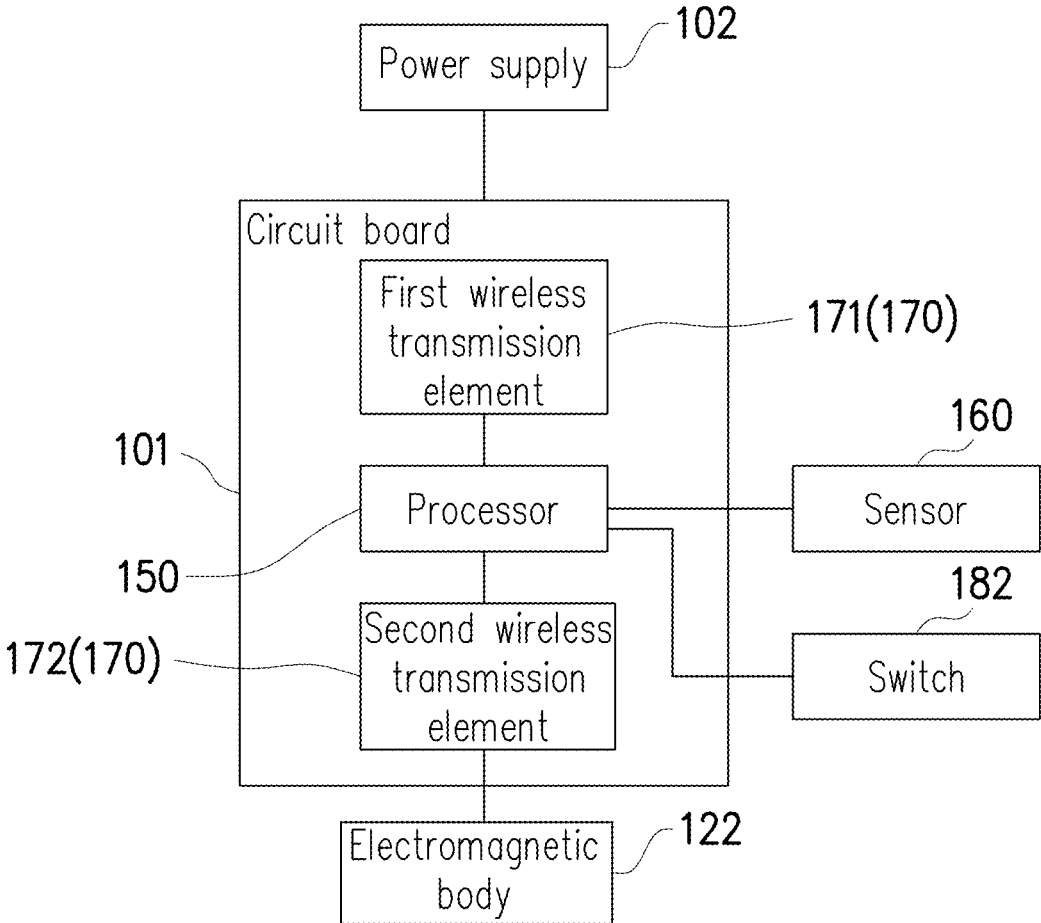 102
Power supply
Circuit board
First wireless
transmission
element
171(170)
101
160
Processor
Sensor
150
182
Second wireless
transmission
element
172(170)
Switch
122
Electromagnetic
body